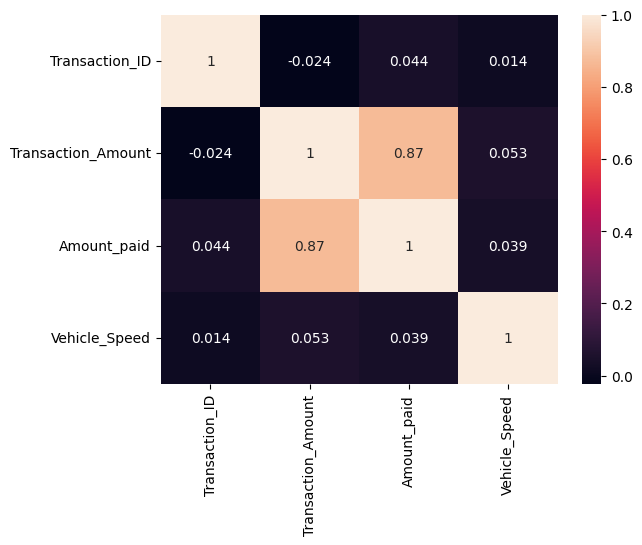 Transaction_ID 1 -0.024 0.044 0.014
Transaction_Amount -0.024 1 0.87 0.053
Amount_paid 0.044 0.87 1 0.039
Vehicle_Speed 0.014 0.053 0.039 1
Transaction_ID
Transaction_Amount
Amount_paid
Vehicle_Speed
1.0
0.8
0.6
0.4
0.2
0.0